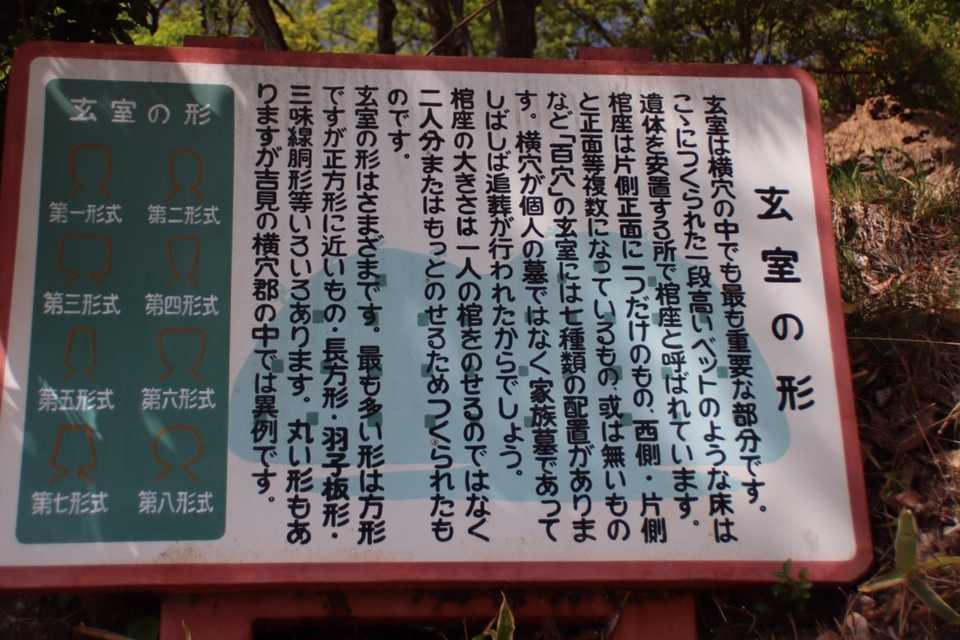 玄室の形
玄室は横穴の中でも最も重要な部分です。
こゝにつくられた一段高いベットのような床は
遺体を安置する所で棺座と呼ばれています。
棺座は片側正面に一つだけのもの、西側・片側
と正面等複数になっているもの、或は無いもの
など「百穴」の玄室には七種類の配置がありま
す。横穴が個人の墓ではなく家族墓であって
しばしば追葬が行われたからでしょう。
棺座の大きさは一人の棺をのせるのではなく
二人分またはもっとのせるためつくられたも
のです。
玄室の形はさまざまです。最も多い形は方形
ですが正方形に近いもの・長方形・羽子板形・
三味線胴形等いろいろあります。丸い形もあ
りますが吉見の横穴郡の中では異例です。
玄室の形
第一形式
第二形式
第三形式
第四形式
第五形式
第六形式
第七形式
第八形式